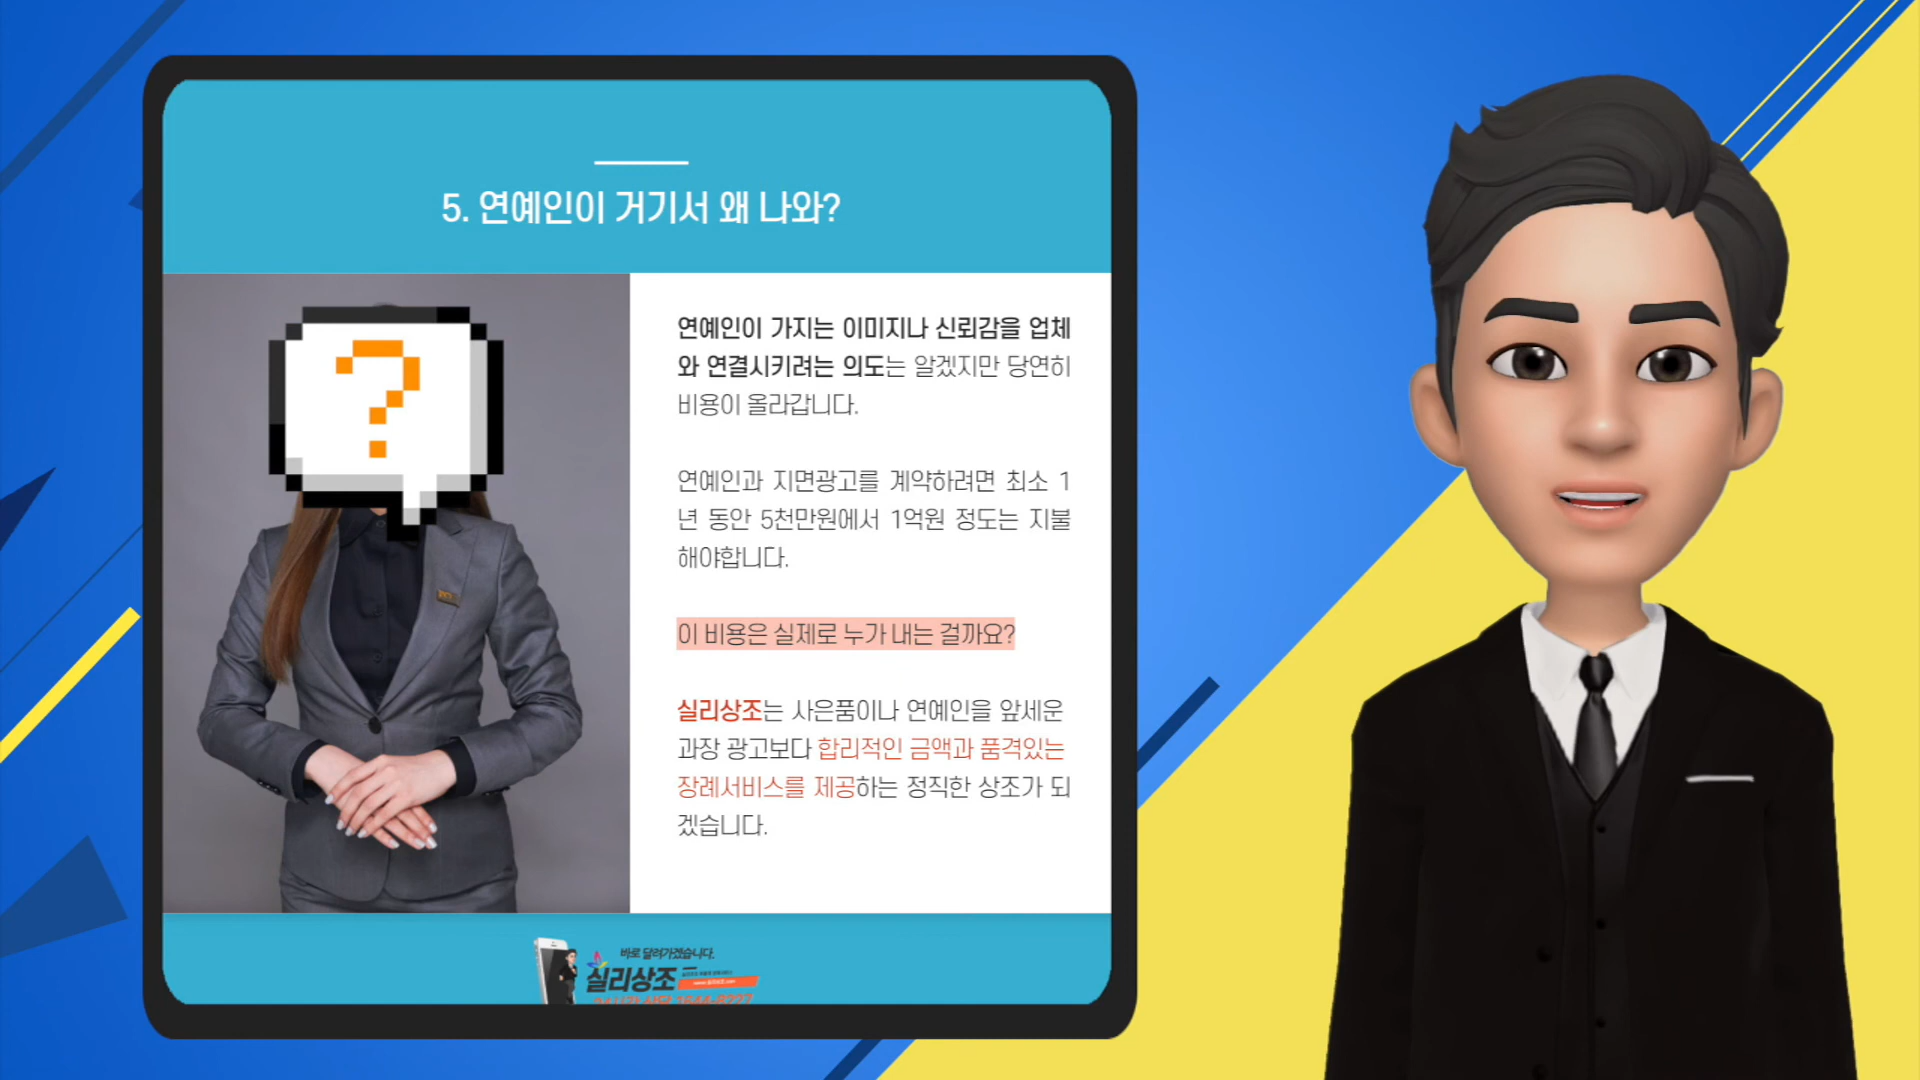 5. 연예인이 거기서 왜 나와?
연예인이 가지는 이미지나 신뢰감을 업체
와 연결시키려는 의도는 알겠지만 당연히
비용이 올라갑니다.
연예인과 지면광고를 계약하려면 최소 1
년 동안 5천만원에서 1억원 정도는 지불
해야합니다.
이 비용은 실제로 누가 내는 걸까요?
실리상조는 사은품이나 연예인을 앞세운
과장 광고보다 합리적인 금액과 품격있는
장례서비스를 제공하는 정직한 상조가 되
겠습니다.
바로 달려가겠습니다.
실리상조